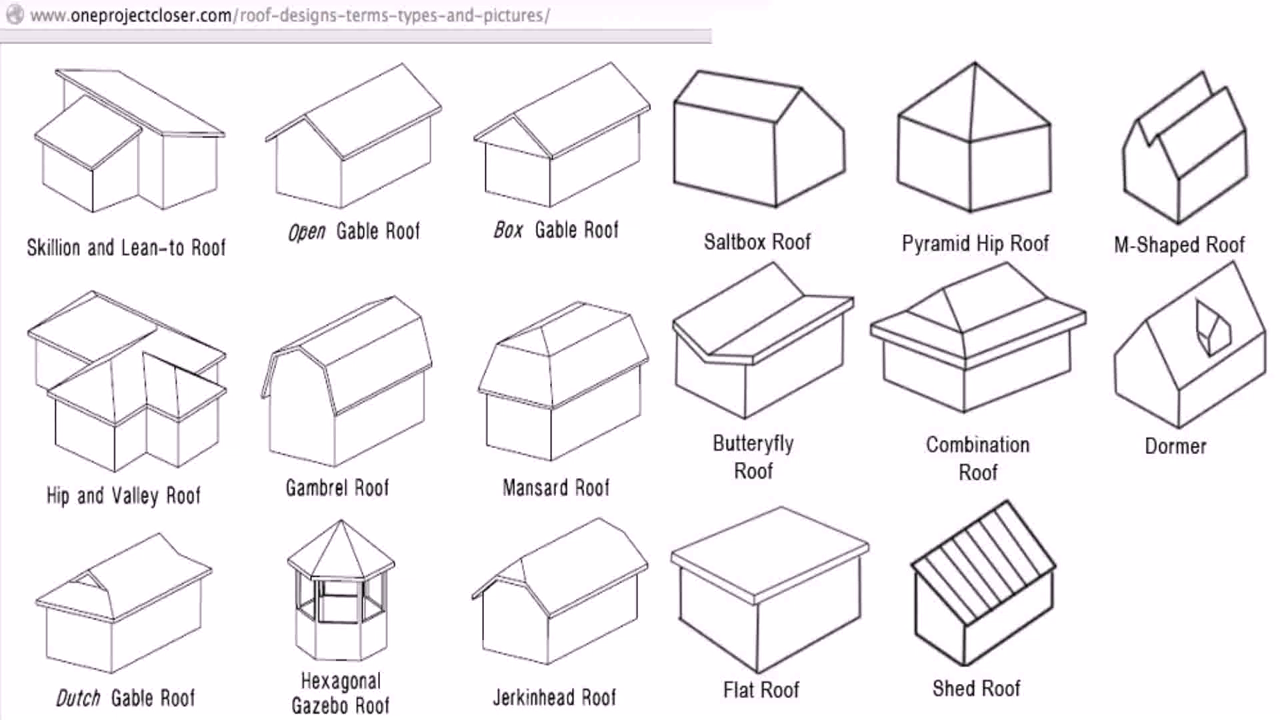 www.oneprojectcloser.com/roof-designs-terms-types-and-pictures/
Skillion and Lean-to Roof
Open Gable Roof
Box Gable Roof
Saltbox Roof
Pyramid Hip Roof
M-Shaped Roof
Hip and Valley Roof
Gambrel Roof
Mansard Roof
Butteryfly
Roof
Combination
Roof
Dormer
Dutch Gable Roof
Hexagonal
Gazebo Roof
Jerkinhead Roof
Flat Roof
Shed Roof